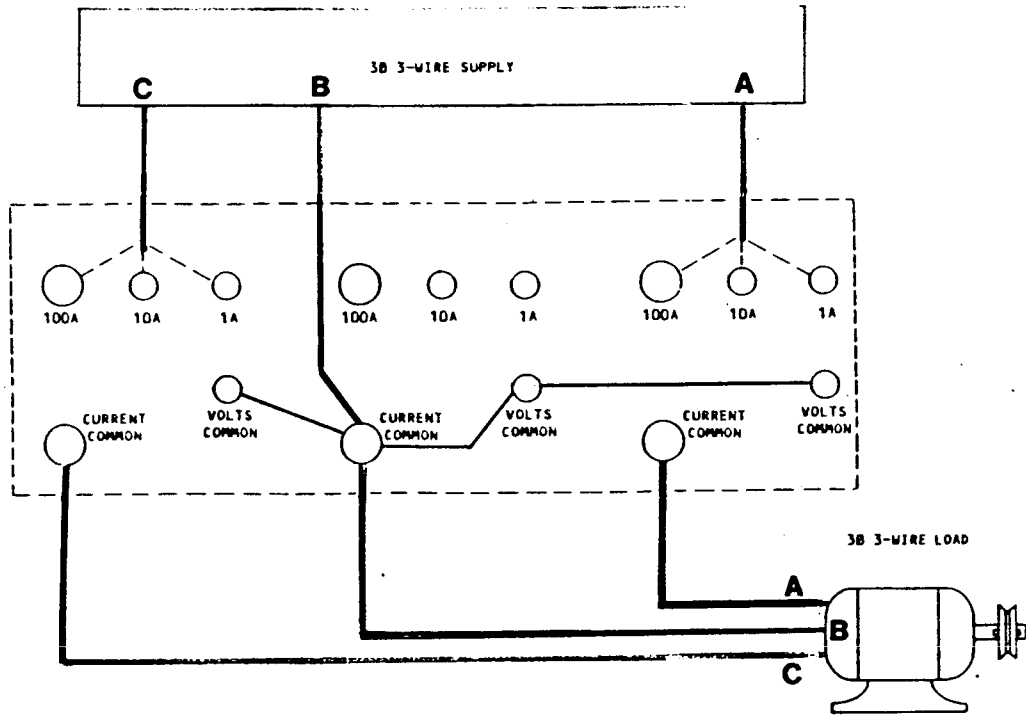 3Ø 3-WIRE SUPPLY
C B A
100A 10A 1A 100A 10A 1A 100A 10A 1A
VOLTS COMMON
VOLTS COMMON
VOLTS COMMON
CURRENT COMMON
CURRENT COMMON
CURRENT COMMON
3Ø 3-WIRE LOAD
A
B
C